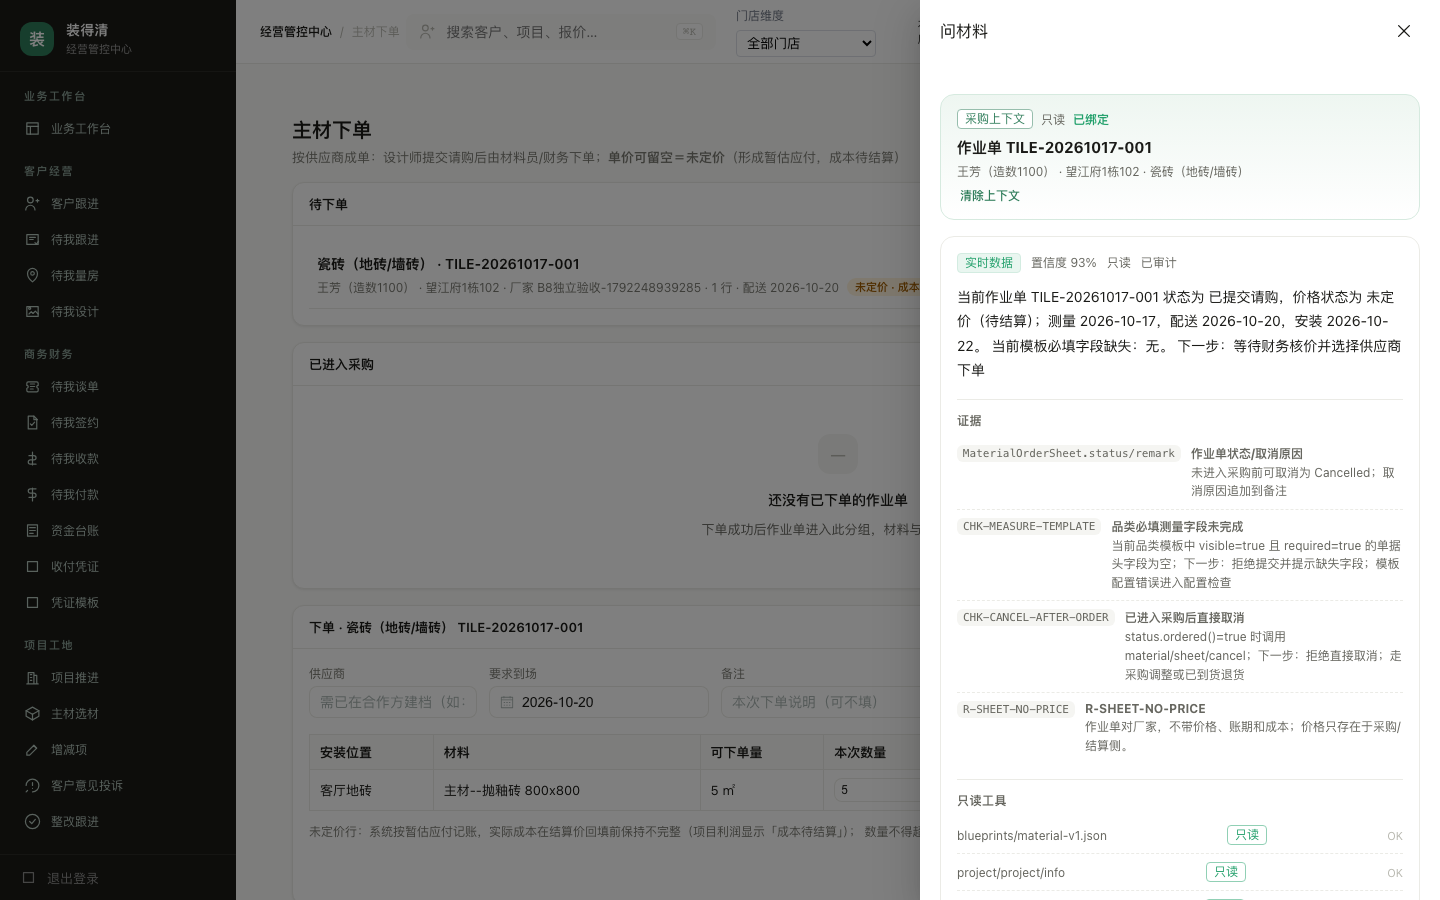 装
装得清
经营管控中心
业务工作台
业务工作台
客户经营
客户跟进
待我跟进
待我量房
待我设计
商务财务
待我谈单
待我签约
待我收款
待我付款
资金台账
收付凭证
凭证模板
项目工地
项目推进
主材选材
增减项
客户意见投诉
整改跟进
退出登录
经营管控中心 / 主材下单
搜索客户、项目、报价...
⌘K
门店维度
全部门店
主材下单
按供应商成单：设计师提交请购后由材料员/财务下单；单价可留空＝未定价（形成暂估应付，成本待结算）
待下单
瓷砖（地砖/墙砖） · TILE-20261017-001
王芳（造数1100） · 望江府1栋102 · 厂家 B8独立验收-1792248939285 · 1 行 · 配送 2026-10-20
未定价 · 成本
已进入采购
还没有已下单的作业单
下单成功后作业单进入此分组，材料与
下单 · 瓷砖（地砖/墙砖） TILE-20261017-001
供应商
要求到场
备注
需已在合作方建档（如：
2026-10-20
本次下单说明（可不填）
安装位置
材料
可下单量
本次数量
客厅地砖
主材--抛釉砖 800x800
5 ㎡
5
未定价行：系统按暂估应付记账，实际成本在结算价回填前保持不完整（项目利润显示「成本待结算」）； 数量不得超
问材料
采购上下文 只读 已绑定
作业单 TILE-20261017-001
王芳（造数1100） · 望江府1栋102 · 瓷砖（地砖/墙砖）
清除上下文
实时数据 置信度 93% 只读 已审计
当前作业单 TILE-20261017-001 状态为 已提交请购，价格状态为 未定
价（待结算）；测量 2026-10-17，配送 2026-10-20，安装 2026-10-
22。 当前模板必填字段缺失：无。 下一步：等待财务核价并选择供应商
下单
证据
MaterialOrderSheet.status/remark
作业单状态/取消原因
未进入采购前可取消为 Cancelled；取
消原因追加到备注
CHK-MEASURE-TEMPLATE
品类必填测量字段未完成
当前品类模板中 visible=true 且 required=true 的单据
头字段为空；下一步：拒绝提交并提示缺失字段；模板
配置错误进入配置检查
CHK-CANCEL-AFTER-ORDER
已进入采购后直接取消
status.ordered()=true 时调用
material/sheet/cancel；下一步：拒绝直接取消；走
采购调整或已到货退货
R-SHEET-NO-PRICE
R-SHEET-NO-PRICE
作业单对厂家，不带价格、账期和成本；价格只存在于采购/
结算侧。
只读工具
blueprints/material-v1.json
只读
OK
project/project/info
只读
OK